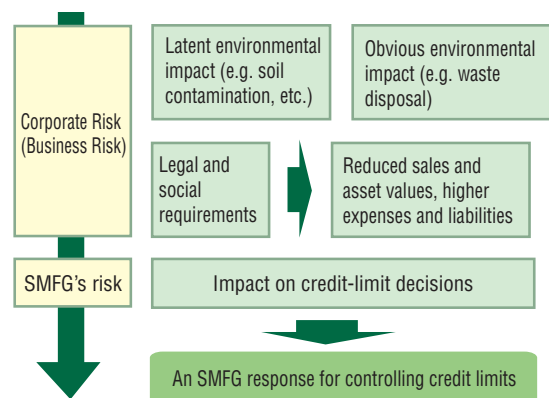 Corporate Risk
(Business Risk)
Latent environmental
impact (e.g. soil
contamination, etc.)
Obvious environmental
impact (e.g. waste
disposal)
Legal and
social
requirements
Reduced sales and
asset values, higher
expenses and liabilities
SMFG's risk
Impact on credit-limit decisions
An SMFG response for controlling credit limits